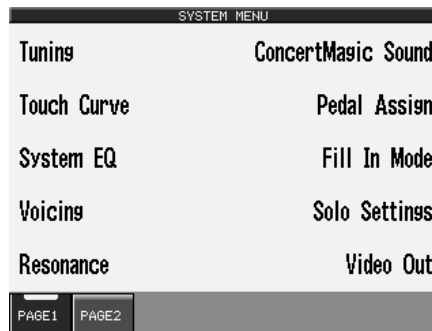 SYSTEM MENU
Tuning ConcertMagic Sound
Touch Curve Pedal Assign
System EQ Fill In Mode
Voicing Solo Settings
Resonance Video Out
PAGE1 PAGE2